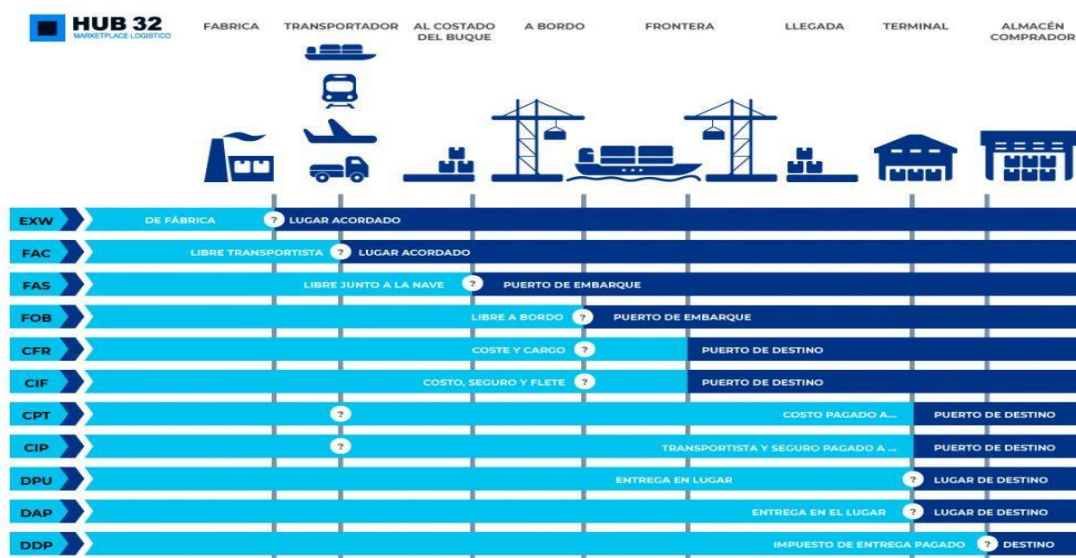 HUB 32
MARKETPLACE LOGISTICO
FABRICA
TRANSPORTADOR
AL COSTADO
DEL BUQUE
A BORDO
FRONTERA
LLEGADA
TERMINAL
ALMACÉN
COMPRADOR
EXW DE FÁBRICA ? LUGAR ACORDADO
FAC LIBRE TRANSPORTISTA ? LUGAR ACORDADO
FAS LIBRE JUNTO A LA NAVE ? PUERTO DE EMBARQUE
FOB LIBRE A BORDO ? PUERTO DE EMBARQUE
CFR COSTE Y CARGO ? PUERTO DE DESTINO
CIF COSTO, SEGURO Y FLETE ? PUERTO DE DESTINO
CPT ? COSTO PAGADO A... PUERTO DE DESTINO
CIP ? TRANSPORTISTA Y SEGURO PAGADO A ... PUERTO DE DESTINO
DPU ENTREGA EN LUGAR ? LUGAR DE DESTINO
DAP ENTREGA EN EL LUGAR ? LUGAR DE DESTINO
DDP IMPUESTO DE ENTREGA PAGADO ? DESTINO